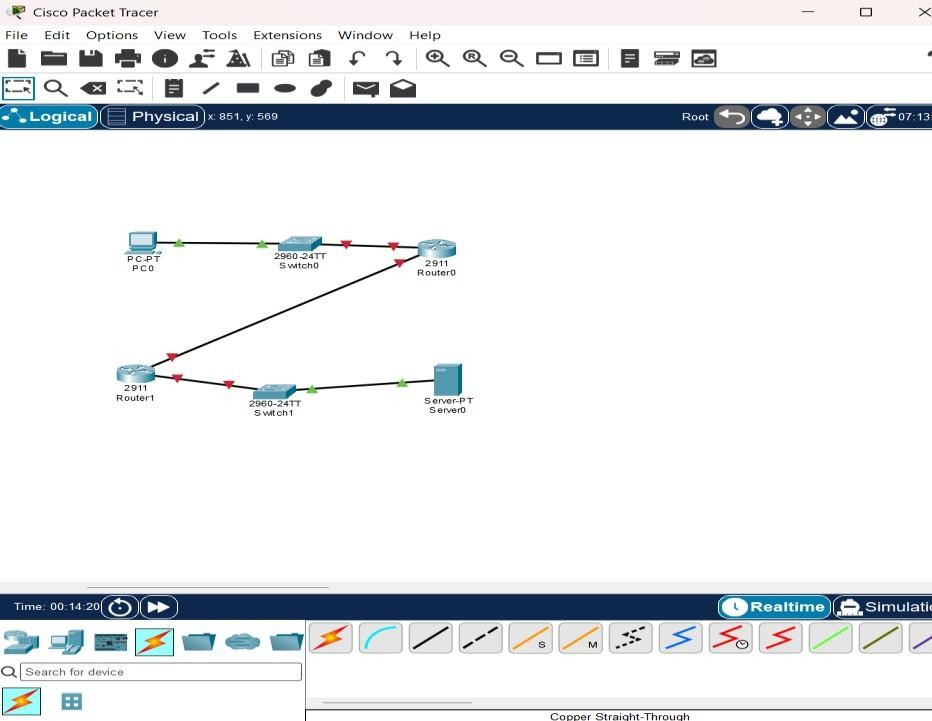 Cisco Packet Tracer
File Edit Options View Tools Extensions Window Help
Logical Physical x: 851, y: 569 Root 07:13:
PC-PT
PC0
2960-24TT
Switch0
2911
Router0
2911
Router1
2960-24TT
Switch1
Server-PT
Server0
Time: 00:14:20 Realtime Simulati
S M
Search for device
Copper Straight-Through